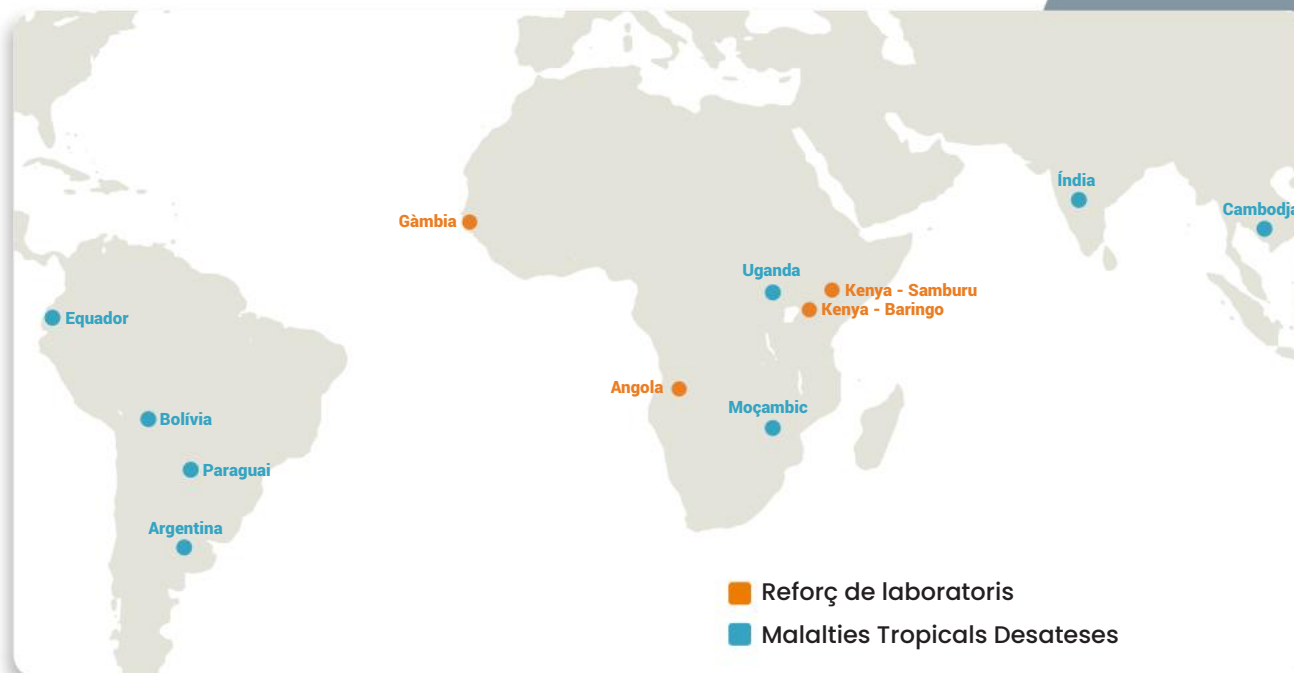 Índia
Cambodja
Gàmbia
Uganda
Kenya - Samburu
Kenya - Baringo
Equador
Angola
Moçambic
Bolívia
Paraguai
Argentina
Reforç de laboratoris
Malalties Tropicals Desateses